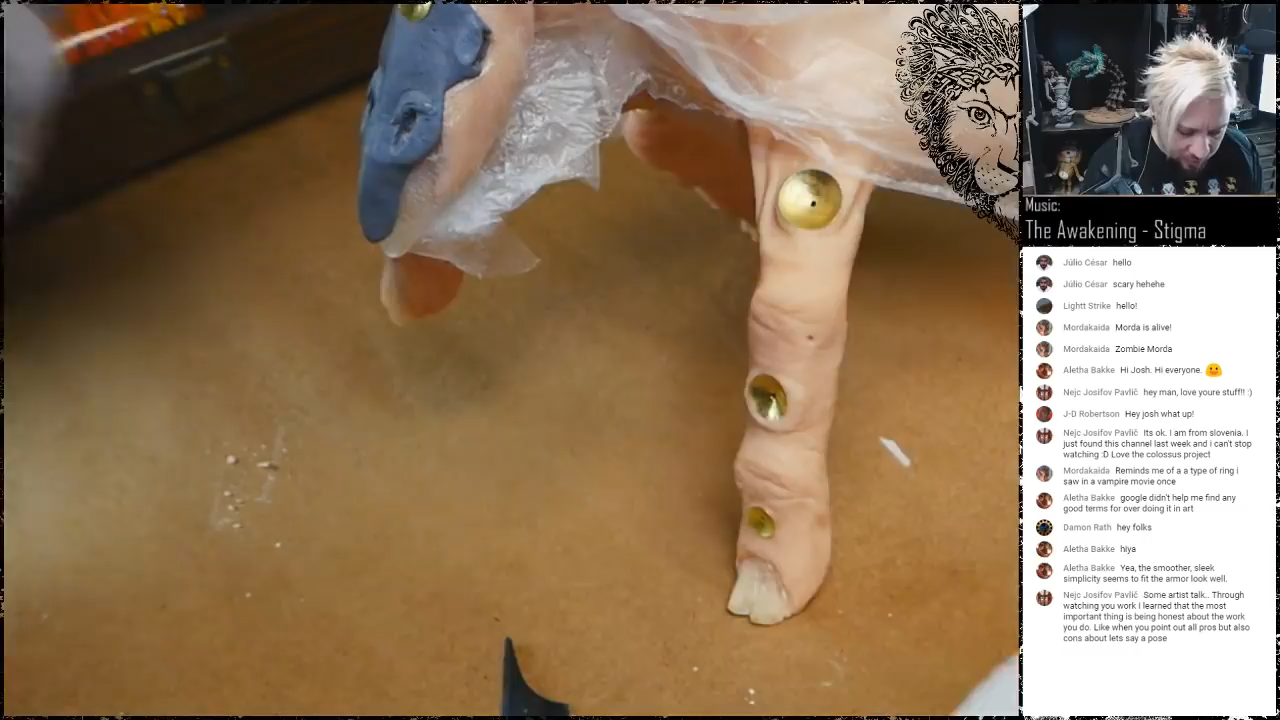 Music:
The Awakening - Stigma
Júlio César hello
Júlio César scary hehehe
Lightt Strike hello!
Mordakaida Morda is alive!
Mordakaida Zombie Morda
Aletha Bakke Hi Josh. Hi everyone.
Nejc Josifov Pavlič hey man, love youre stuff!! :)
J-D Robertson Hey josh what up!
Nejc Josifov Pavlič Its ok. I am from slovenia. I
just found this channel last week and i can't stop
watching :D Love the colossus project
Mordakaida Reminds me of a a type of ring i
saw in a vampire movie once
Aletha Bakke google didn't help me find any
good terms for over doing it in art
Damon Rath hey folks
Aletha Bakke hiya
Aletha Bakke Yea, the smoother, sleek
simplicity seems to fit the armor look well.
Nejc Josifov Pavlič Some artist talk.. Through
watching you work I learned that the most
important thing is being honest about the work
you do. Like when you point out all pros but also
cons about lets say a pose